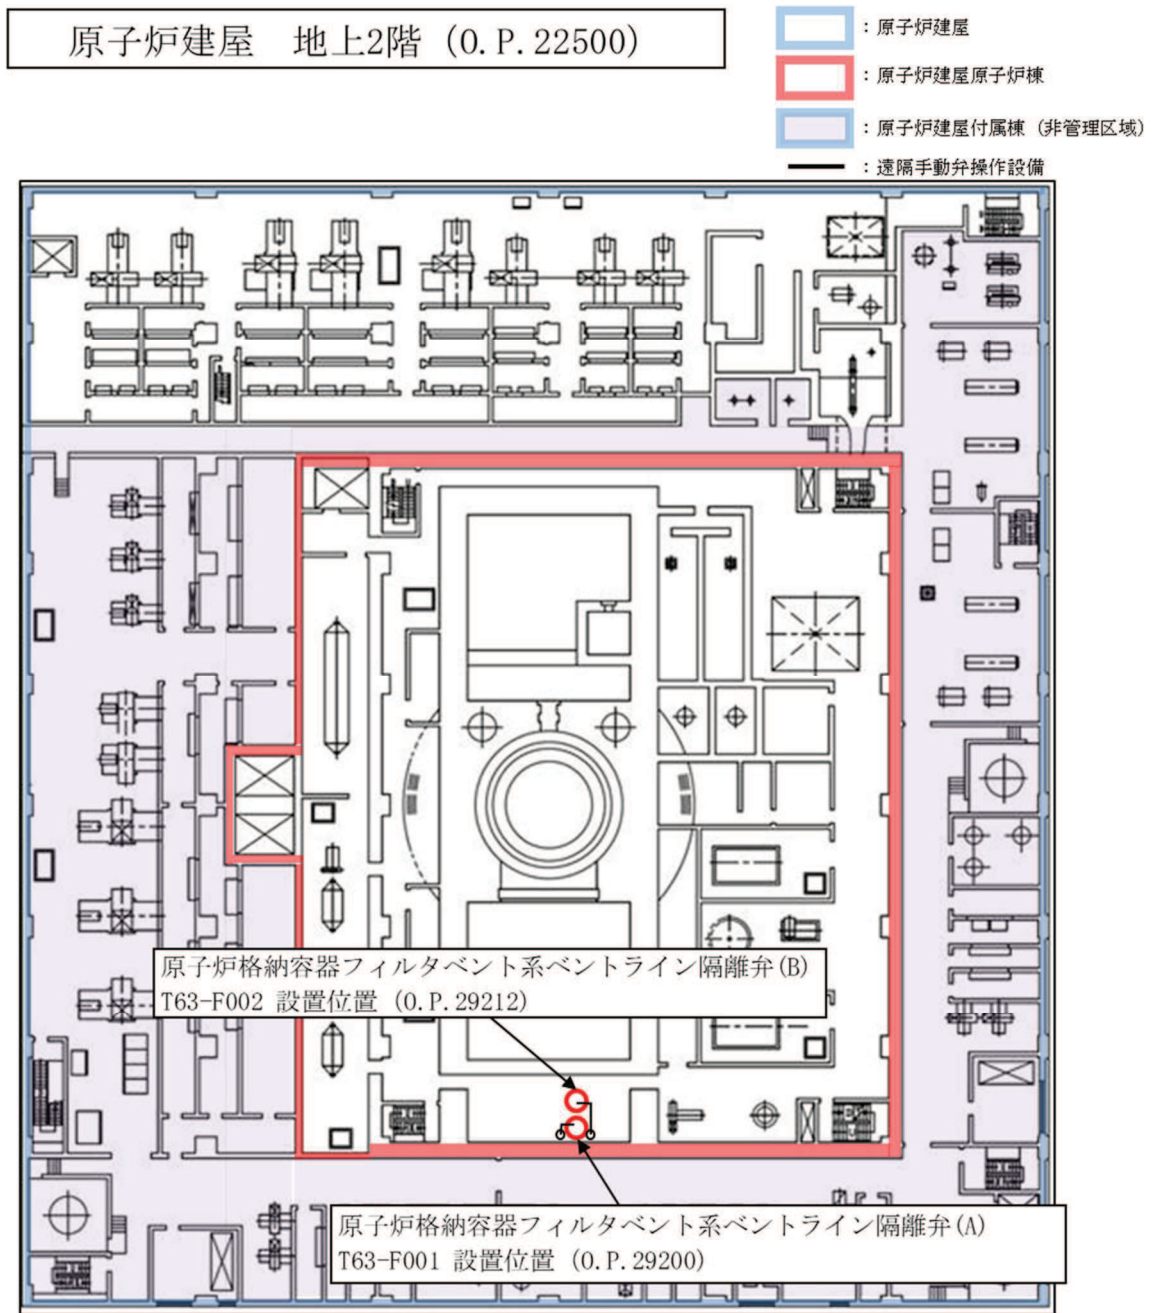 原子炉建屋　地上2階 (O.P.22500)
：原子炉建屋
：原子炉建屋原子炉棟
：原子炉建屋付属棟 (非管理区域)
：遠隔手動弁操作設備
原子炉格納容器フィルタベント系ベントライン隔離弁(B)
T63-F002 設置位置 (O.P.29212)
原子炉格納容器フィルタベント系ベントライン隔離弁(A)
T63-F001 設置位置 (O.P.29200)